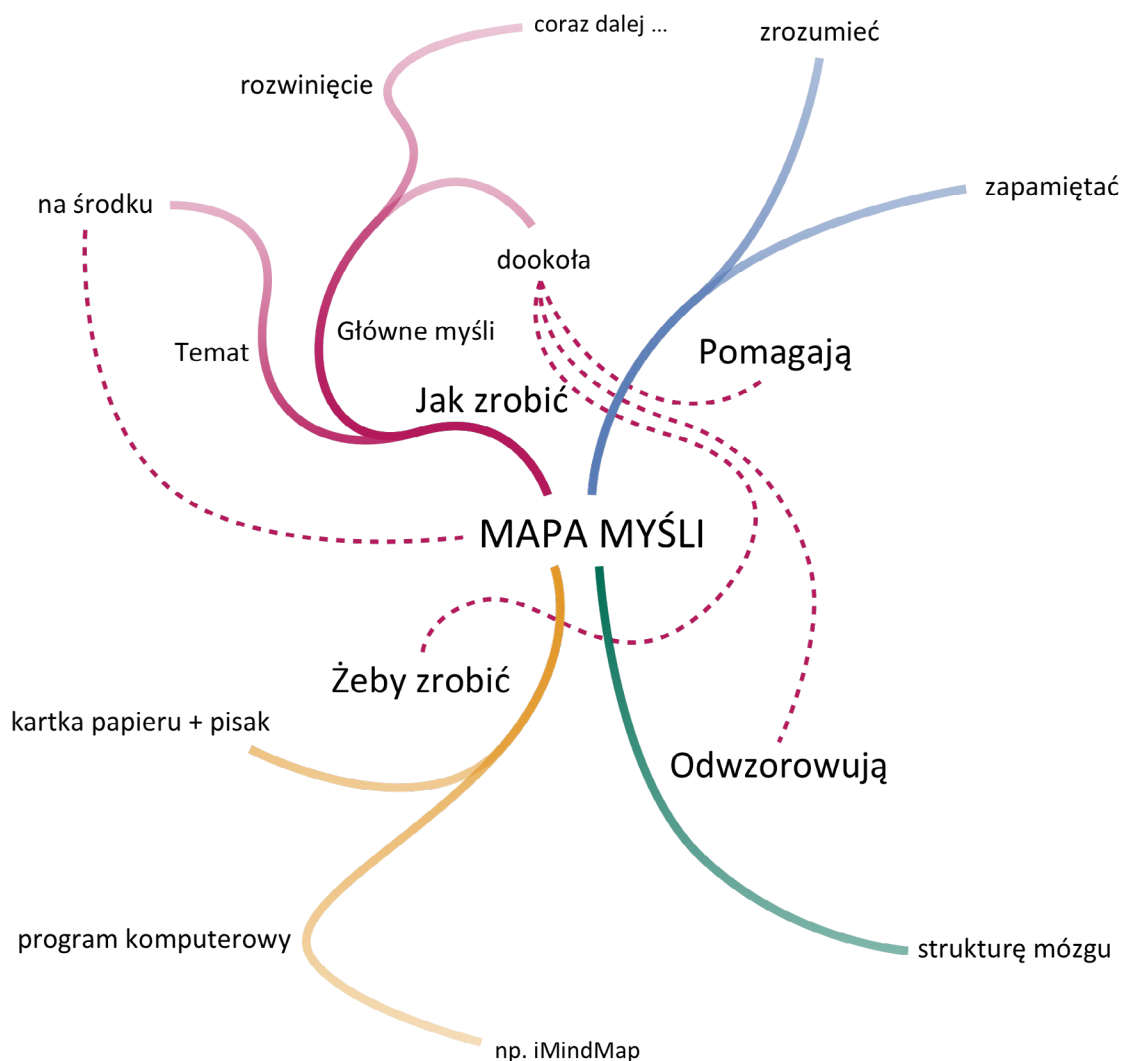 coraz dalej ...
zrozumieć
rozwinięcie
zapamiętać
na środku
dookoła
Główne myśli
Temat
Pomagają
Jak zrobić
MAPA MYŚLI
Żeby zrobić
kartka papieru + pisak
Odwzorowują
program komputerowy
strukturę mózgu
np. iMindMap